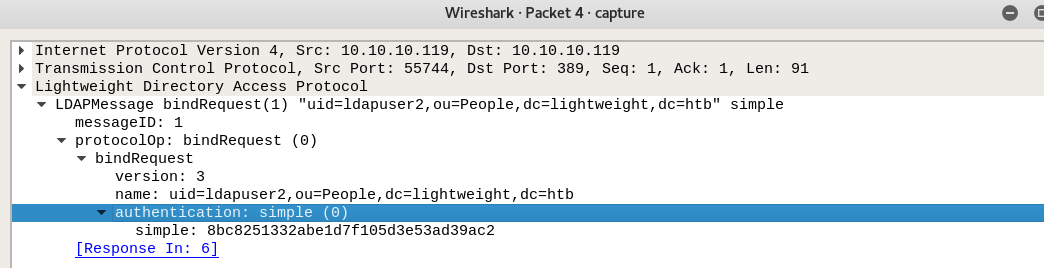 Wireshark · Packet 4 · capture
Internet Protocol Version 4, Src: 10.10.10.119, Dst: 10.10.10.119
Transmission Control Protocol, Src Port: 55744, Dst Port: 389, Seq: 1, Ack: 1, Len: 91
Lightweight Directory Access Protocol
LDAPMessage bindRequest(1) "uid=ldapuser2,ou=People,dc=lightweight,dc=htb" simple
messageID: 1
protocolOp: bindRequest (0)
bindRequest
version: 3
name: uid=ldapuser2,ou=People,dc=lightweight,dc=htb
authentication: simple (0)
simple: 8bc8251332abe1d7f105d3e53ad39ac2
[Response In: 6]